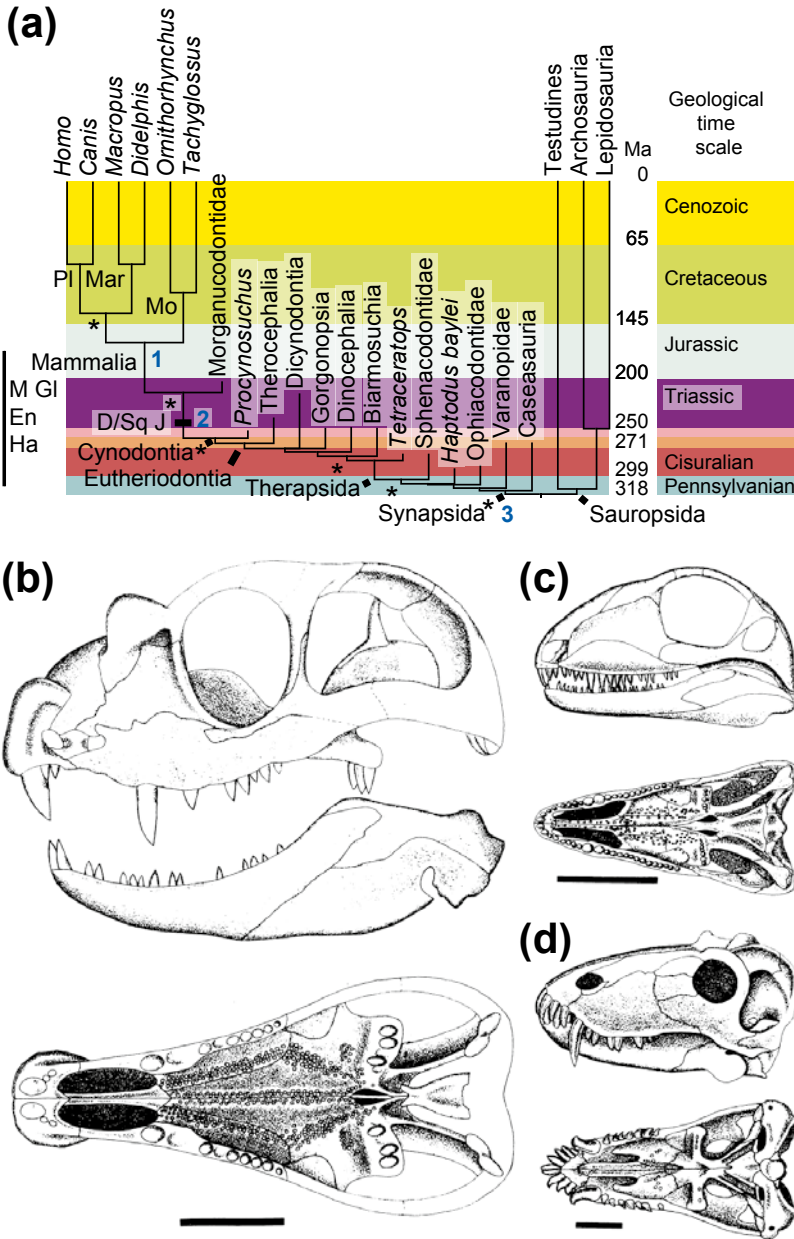 (a)
Homo
Canis
Macropus
Didelphis
Ornithorhynchus
Tachyglossus
Testudines
Archosauria
Lepidosauria
Ma
Geological
time
scale
0
Cenozoic
65
Pl
Mar
Mo
Morganucodontidae
Procynosuchus
Therocephalia
Dicynodontia
Gorgonopsia
Dinocephalia
Biarmosuchia
Tetraceratops
Sphenacodontidae
Haptodus baylei
Ophiacodontidae
Varanopidae
Caseasauria
Cretaceous
*
145
Mammalia
1
Jurassic
200
M Gl
En
Ha
*
Triassic
D/Sq J
2
250
Cynodontia*
271
Eutheriodontia
*
Cisuralian
299
Therapsida
*
Pennsylvanian
318
Synapsida*
3
Sauropsida
(b)
(c)
(d)